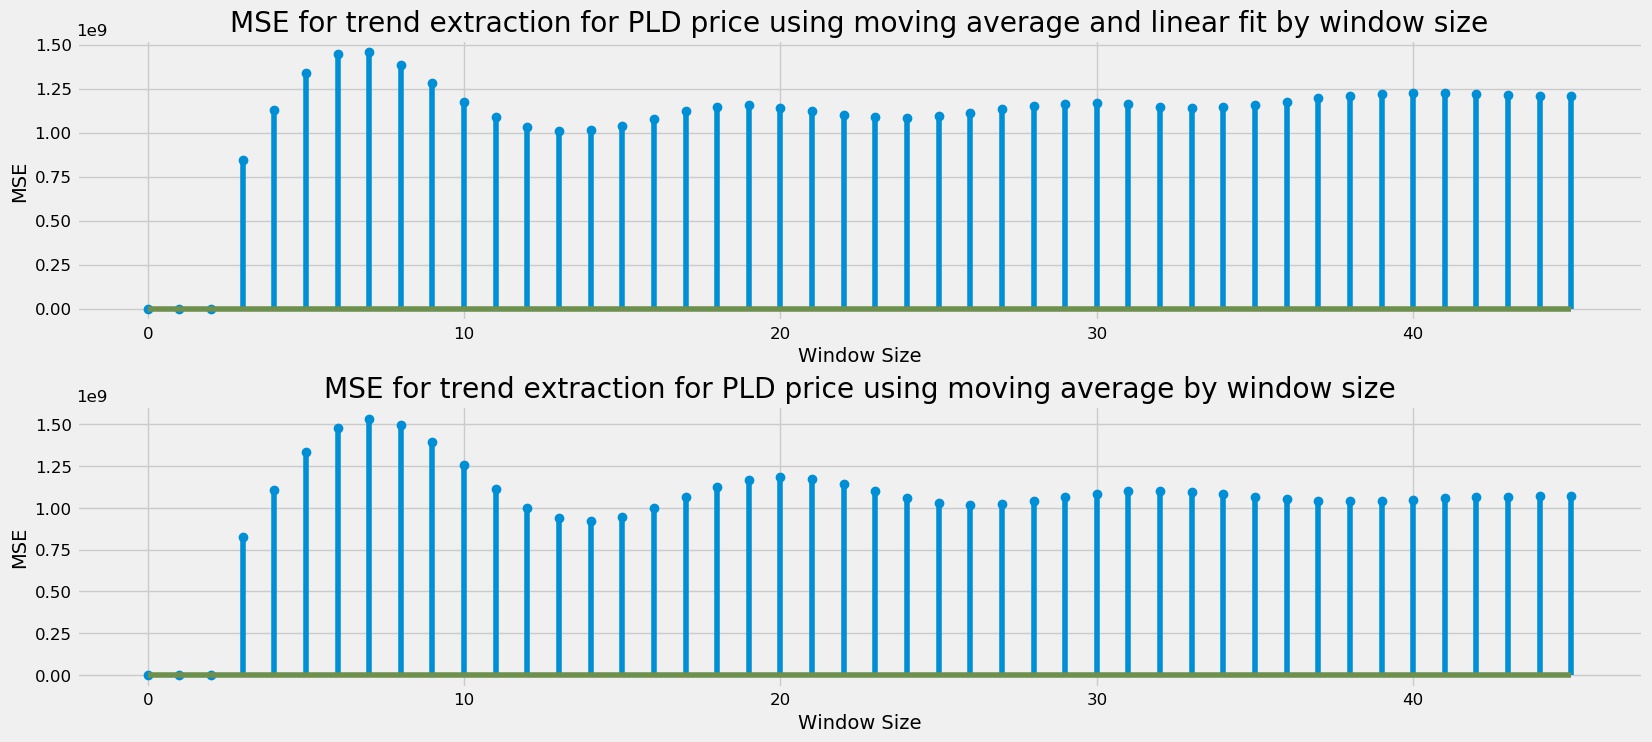 MSE for trend extraction for PLD price using moving average and linear fit by window size
1e9
1.50
1.25
1.00
0.75
0.50
0.25
0.00
MSE
0 10 20 30 40
Window Size
MSE for trend extraction for PLD price using moving average by window size
1e9
1.50
1.25
1.00
0.75
0.50
0.25
0.00
MSE
0 10 20 30 40
Window Size